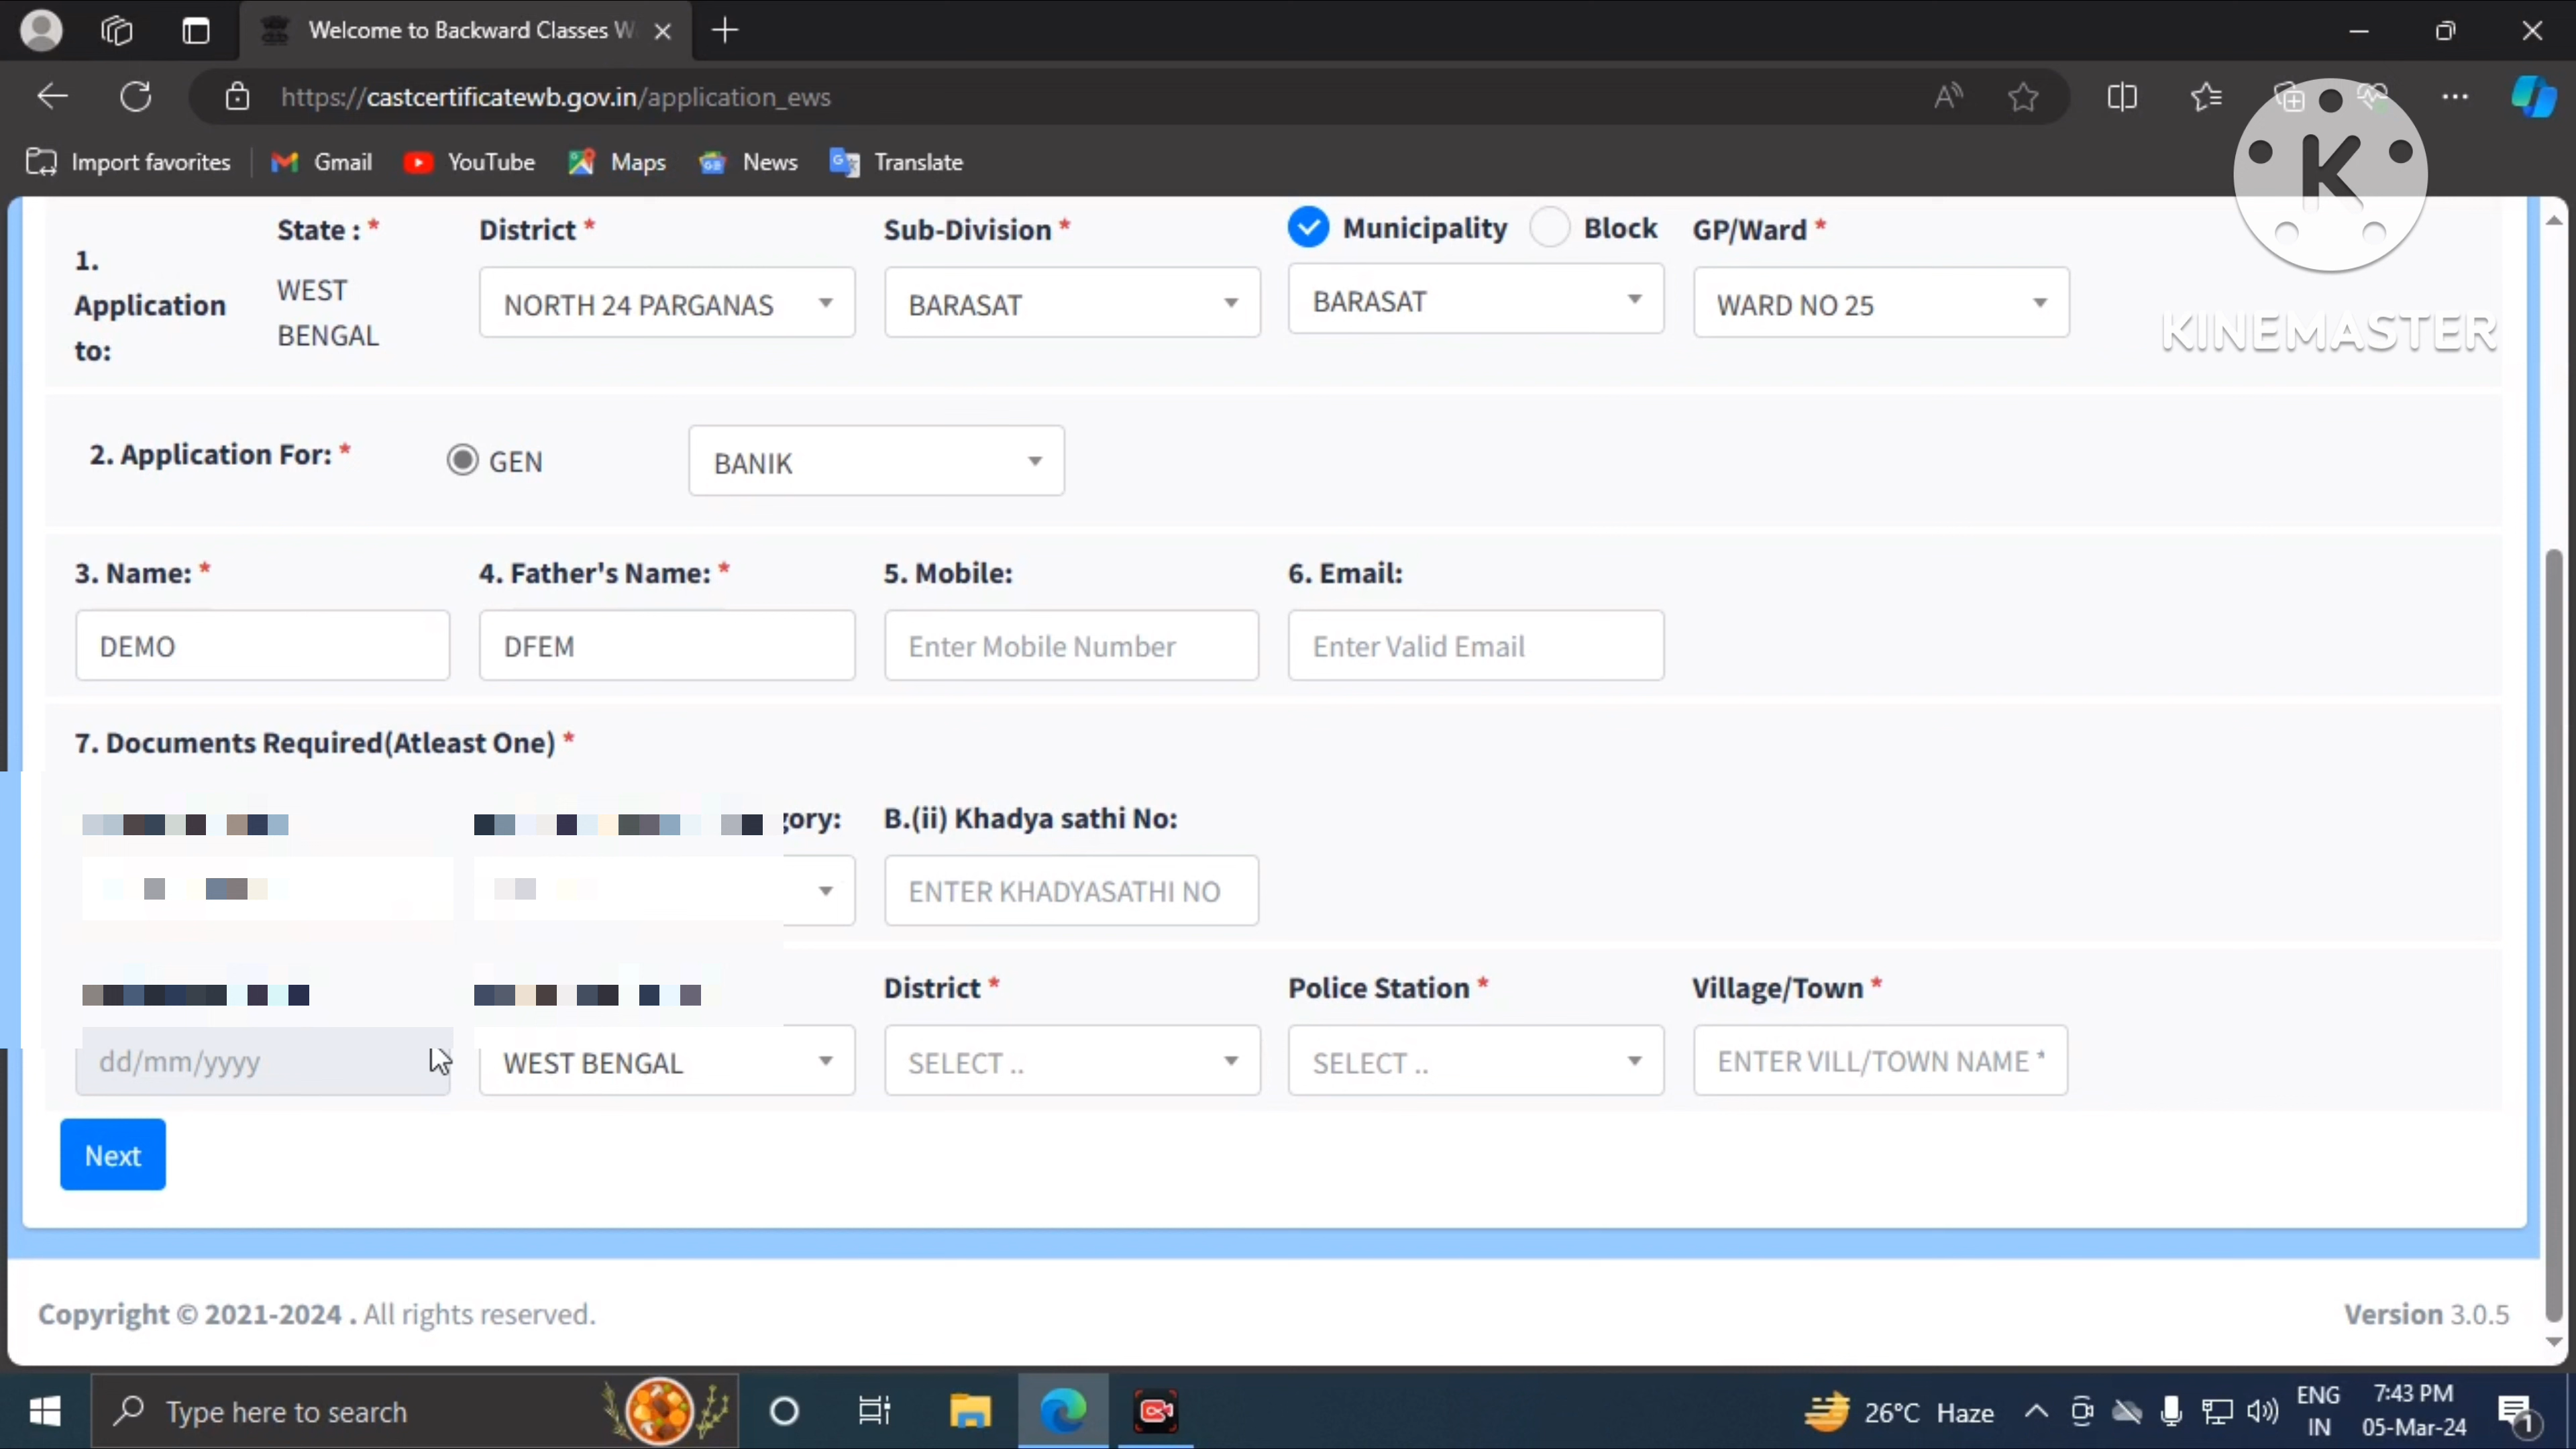 Welcome to Backward Classes W
https://castcertificatewb.gov.in/application_ews
Import favorites Gmail YouTube Maps News Translate
K
KINEMASTER
1. Application to:
State : *
WEST BENGAL
District *
NORTH 24 PARGANAS
Sub-Division *
BARASAT
Municipality Block
BARASAT
GP/Ward *
WARD NO 25
2. Application For: * GEN BANIK
3. Name: * 4. Father's Name: * 5. Mobile: 6. Email:
DEMO DFEM Enter Mobile Number Enter Valid Email
7. Documents Required(Atleast One) *
B.(ii) Khadya sathi No:
ENTER KHADYASATHI NO
District * Police Station * Village/Town *
dd/mm/yyyy WEST BENGAL SELECT .. SELECT .. ENTER VILL/TOWN NAME *
Next
Copyright © 2021-2024 . All rights reserved. Version 3.0.5
Type here to search 26°C Haze ENG IN 7:43 PM 05-Mar-24 1